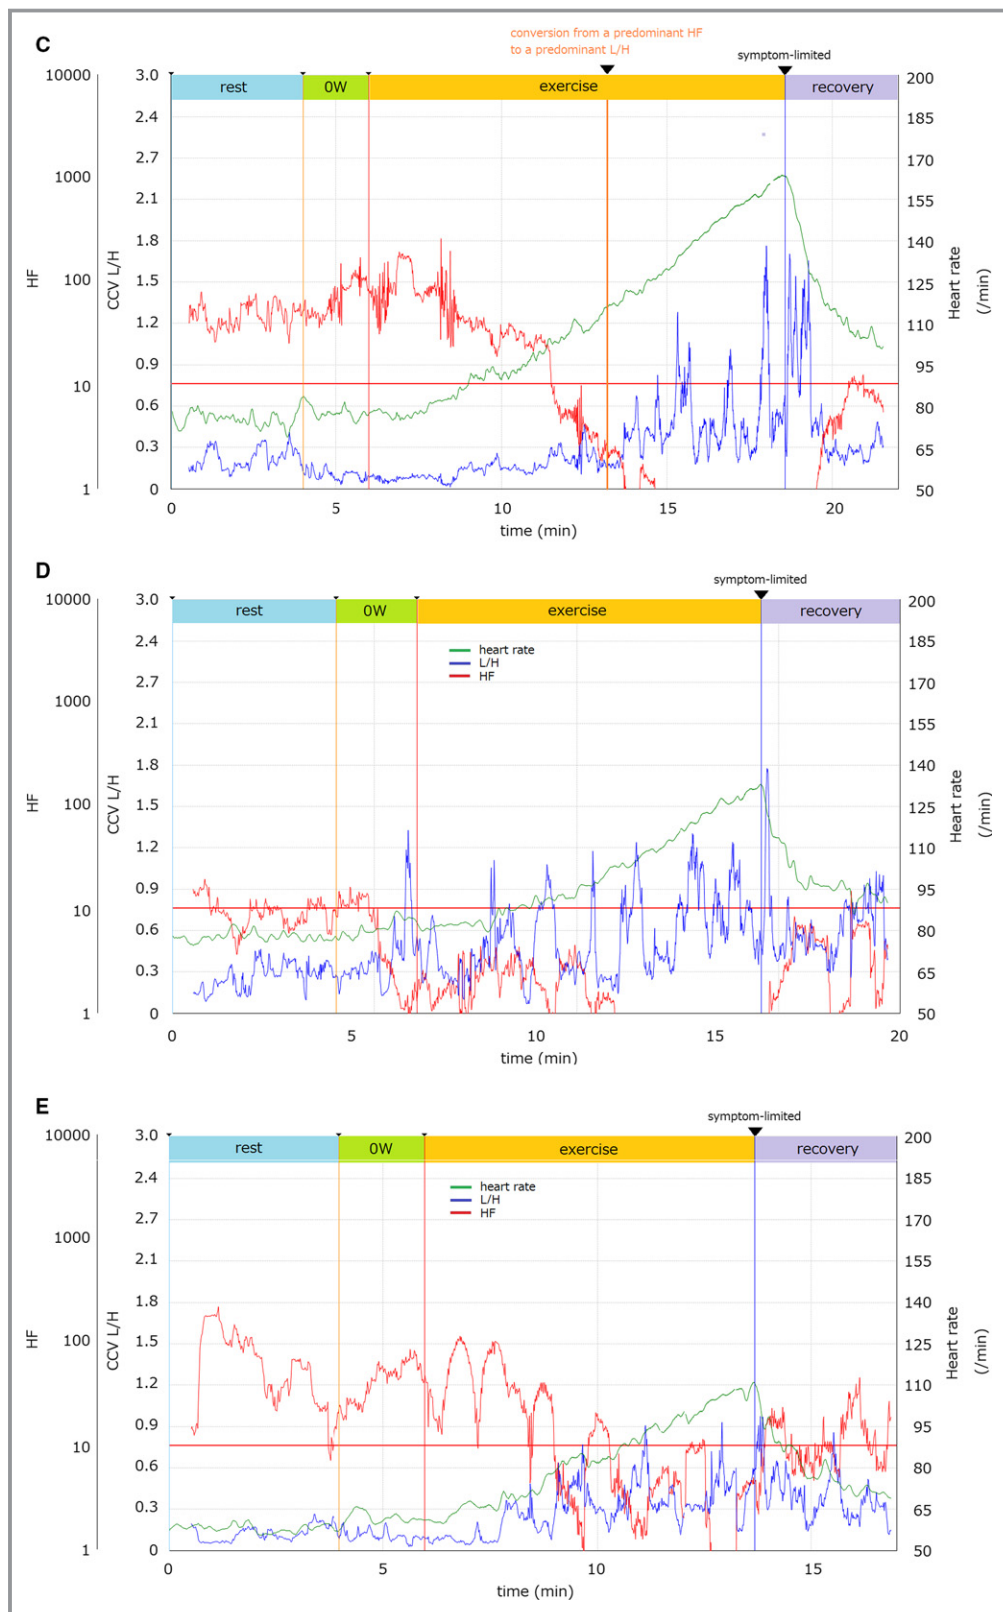 C
conversion from a predominant HF
to a predominant L/H
symptom-limited
rest 0W exercise recovery
10000 3.0 200
2.4 185
2.7 170
1000
2.1 155
1.8 140
100
1.5 125
1.2 110
0.9 95
10
0.6 80
0.3 65
1 0 50
HF
CCV L/H
Heart rate
(/min)
0 5 10 15 20
time (min)
D
symptom-limited
rest 0W exercise recovery
10000 3.0 200
2.4 185
heart rate
L/H
HF
2.7 170
1000
2.1 155
1.8 140
100
1.5 125
1.2 110
0.9 95
10
0.6 80
0.3 65
1 0 50
HF
CCV L/H
Heart rate
(/min)
0 5 10 15 20
time (min)
E
symptom-limited
rest 0W exercise recovery
10000 3.0 200
2.4 185
heart rate
L/H
HF
2.7 170
1000
2.1 155
1.8 140
100
1.5 125
1.2 110
0.9 95
10
0.6 80
0.3 65
1 0 50
HF
CCV L/H
Heart rate
(/min)
0 5 10 15
time (min)